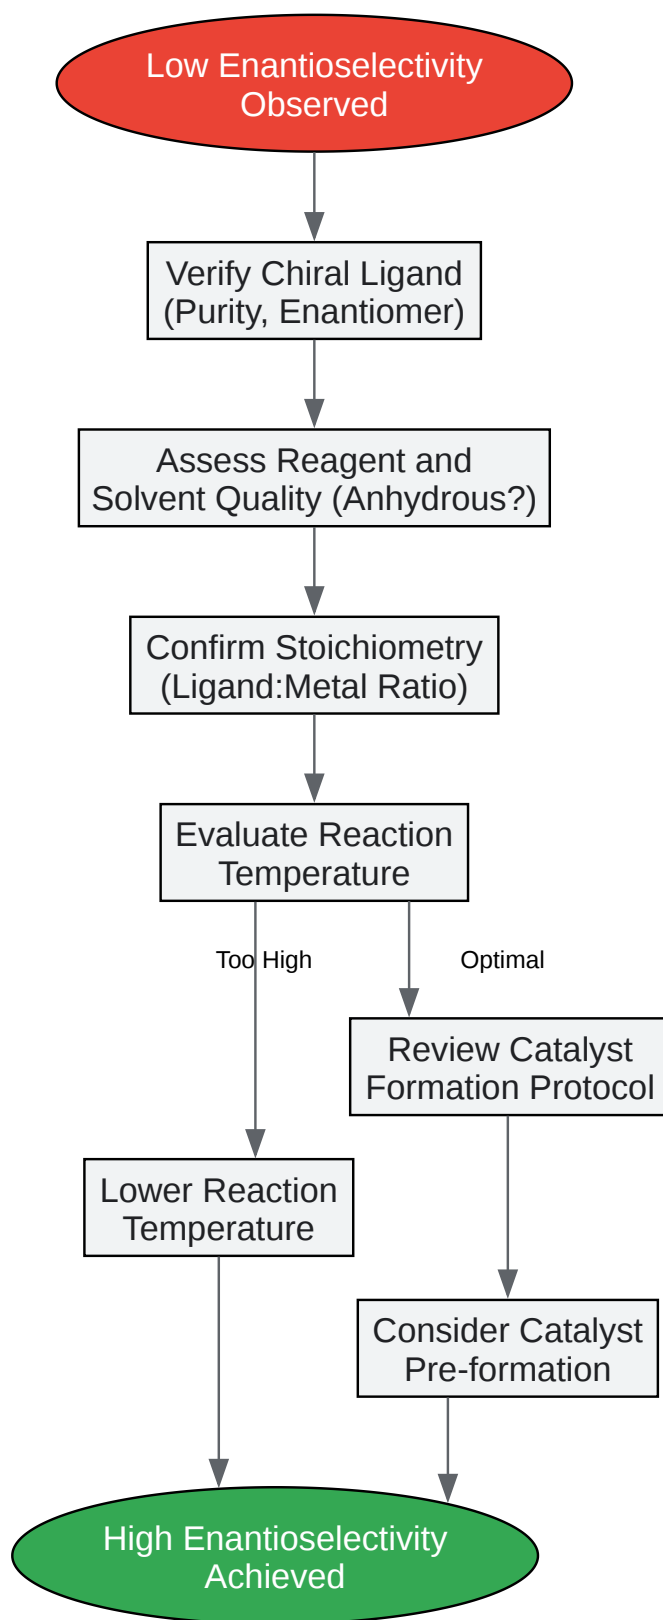 Low Enantioselectivity
Observed
Verify Chiral Ligand
(Purity, Enantiomer)
Assess Reagent and
Solvent Quality (Anhydrous?)
Confirm Stoichiometry
(Ligand:Metal Ratio)
Evaluate Reaction
Temperature
Too High
Optimal
Review Catalyst
Formation Protocol
Lower Reaction
Temperature
Consider Catalyst
Pre-formation
High Enantioselectivity
Achieved